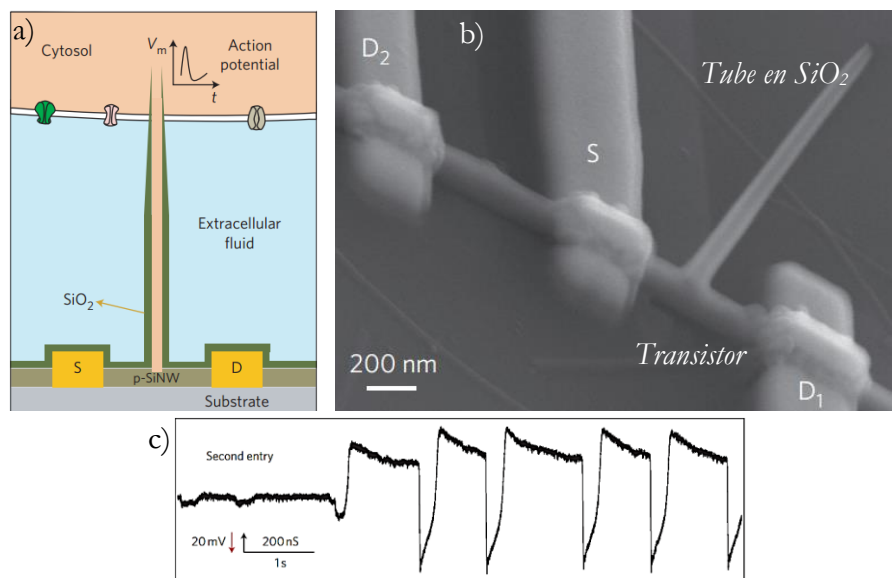 a)
Cytosol
Vm
Action
potential
t
Extracellular
fluid
SiO2
S
D
p-SiNW
Substrate
b)
D2
Tube en SiO2
S
Transistor
200 nm
D1
c)
Second entry
20 mV
200 nS
1s